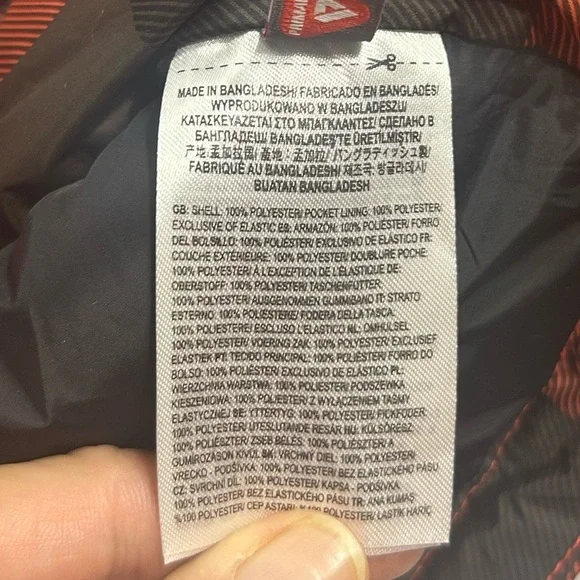 PRIMA
MADE IN BANGLADESH/ FABRICADO EN BANGLADÉS/
WYPRODUKOWANO W BANGLADESZU/
ΚΑΤΑΣΚΕΥΑΖΕΤΑΙ ΣΤΟ ΜΠΑΓΚΛΑΝΤΕΣ/ СДЕЛАНО В
БАНГЛАДЕШ/ BANGLADEŞ'TE ÜRETİLMİŞTİR/
产地:孟加拉国/ 產地:孟加拉/ バングラディッシュ製/
FABRIQUÉ AU BANGLADESH/ 제조국: 방글라데시/
BUATAN BANGLADESH
GB: SHELL: 100% POLYESTER/ POCKET LINING: 100% POLYESTER,
EXCLUSIVE OF ELASTIC ES: ARMAZÓN: 100% POLIÉSTER/ FORRO
DEL BOLSILLO: 100% POLIÉSTER/ EXCLUSIVO DE ELÁSTICO FR:
COUCHE EXTÉRIEURE: 100% POLYESTER/ DOUBLURE POCHE:
100% POLYESTER/ À L'EXCEPTION DE L'ÉLASTIQUE DE:
OBERSTOFF: 100% POLYESTER/ TASCHENFUTTER:
100% POLYESTER/ AUSGENOMMEN GUMMIBAND IT: STRATO
ESTERNO: 100% POLIESTERE/ FODERA DELLA TASCA:
100% POLIESTERE/ ESCLUSO L'ELASTICO NL: OMHULSEL
100% POLYESTER/ VOERING ZAK: 100% POLYESTER/ EXCLUSIEF
ELASTIEK PT: TECIDO PRINCIPAL: 100% POLIÉSTER/ FORRO DO
BOLSO: 100% POLIÉSTER/ EXCLUSIVO DE ELÁSTICO PL:
WIERZCHNIA WARSTWA: 100% POLIESTER/ PODSZEWKA
KIESZENIOWA: 100% POLIESTER/ Z WYŁĄCZENIEM TAŚMY
ELASTYCZNEJ SE: YTTERTYG: 100% POLYESTER/ FICKFODER:
100% POLYESTER/ UTESLUTANDE RESÅR HU: KÜLSŐRÉSZ:
100% POLIÉSZTER/ ZSEB BÉLÉS: 100% POLIÉSZTER/ A
GUMÍROZÁSON KÍVÜL SK: VRCHNÝ DIEL: 100% POLYESTER/
VRECKO - PODŠÍVKA: 100% POLYESTER/ BEZ ELASTICKÉHO PÁSU
CZ: SVRCHNÍ DÍL: 100% POLYESTER/ KAPSA - PODŠÍVKA:
100% POLYESTER/ BEZ ELASTICKÉHO PÁSU TR: ANA KUMAŞ:
%100 POLYESTER/ CEP ASTARI: %100 POLYESTER/ LASTİK HARİÇ